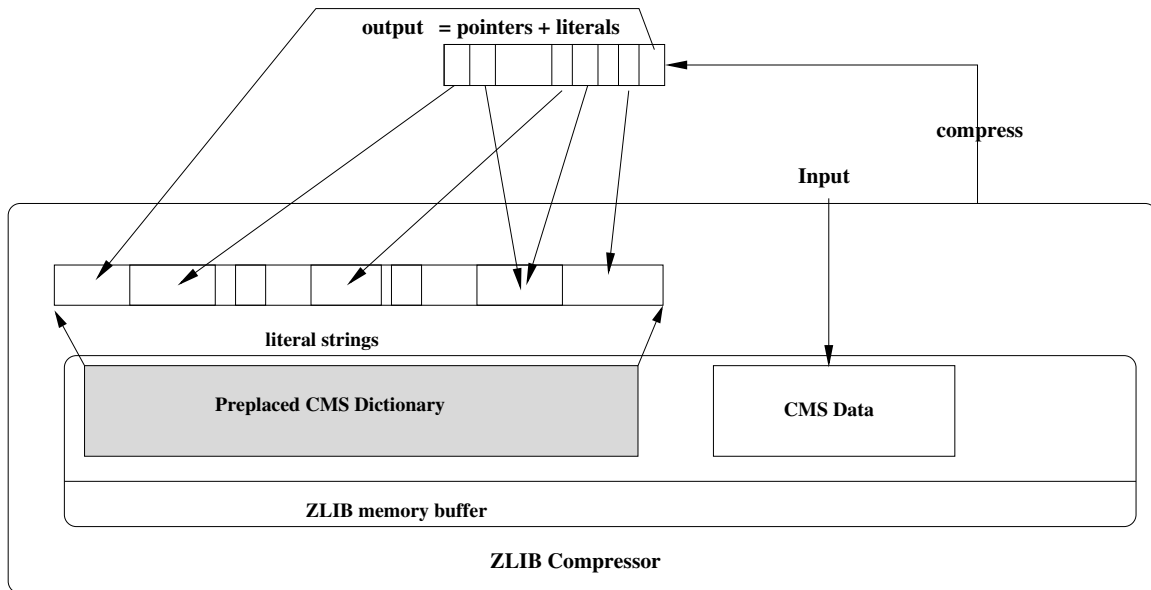 output = pointers + literals
compress
Input
literal strings
Preplaced CMS Dictionary
CMS Data
ZLIB memory buffer
ZLIB Compressor